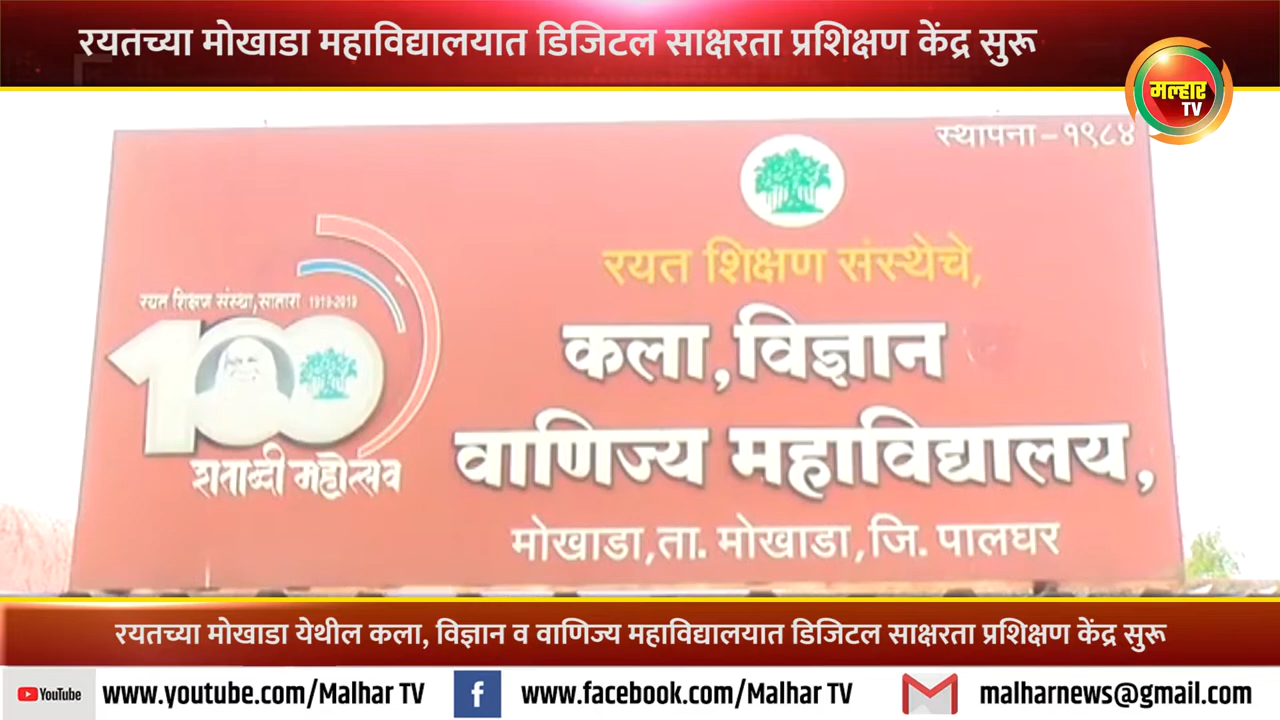 रयतच्या मोखाडा महाविद्यालयात डिजिटल साक्षरता प्रशिक्षण केंद्र सुरू
मल्हार
TV
स्थापना – १९८४
रयत शिक्षण संस्थेचे,
रयत शिक्षण संस्था, सातारा 1919-2019
100
शताब्दी महोत्सव
कला, विज्ञान
वाणिज्य महाविद्यालय,
मोखाडा, ता. मोखाडा, जि. पालघर
रयतच्या मोखाडा येथील कला, विज्ञान व वाणिज्य महाविद्यालयात डिजिटल साक्षरता प्रशिक्षण केंद्र सुरू
YouTube www.youtube.com/Malhar TV f www.facebook.com/Malhar TV malharnews@gmail.com